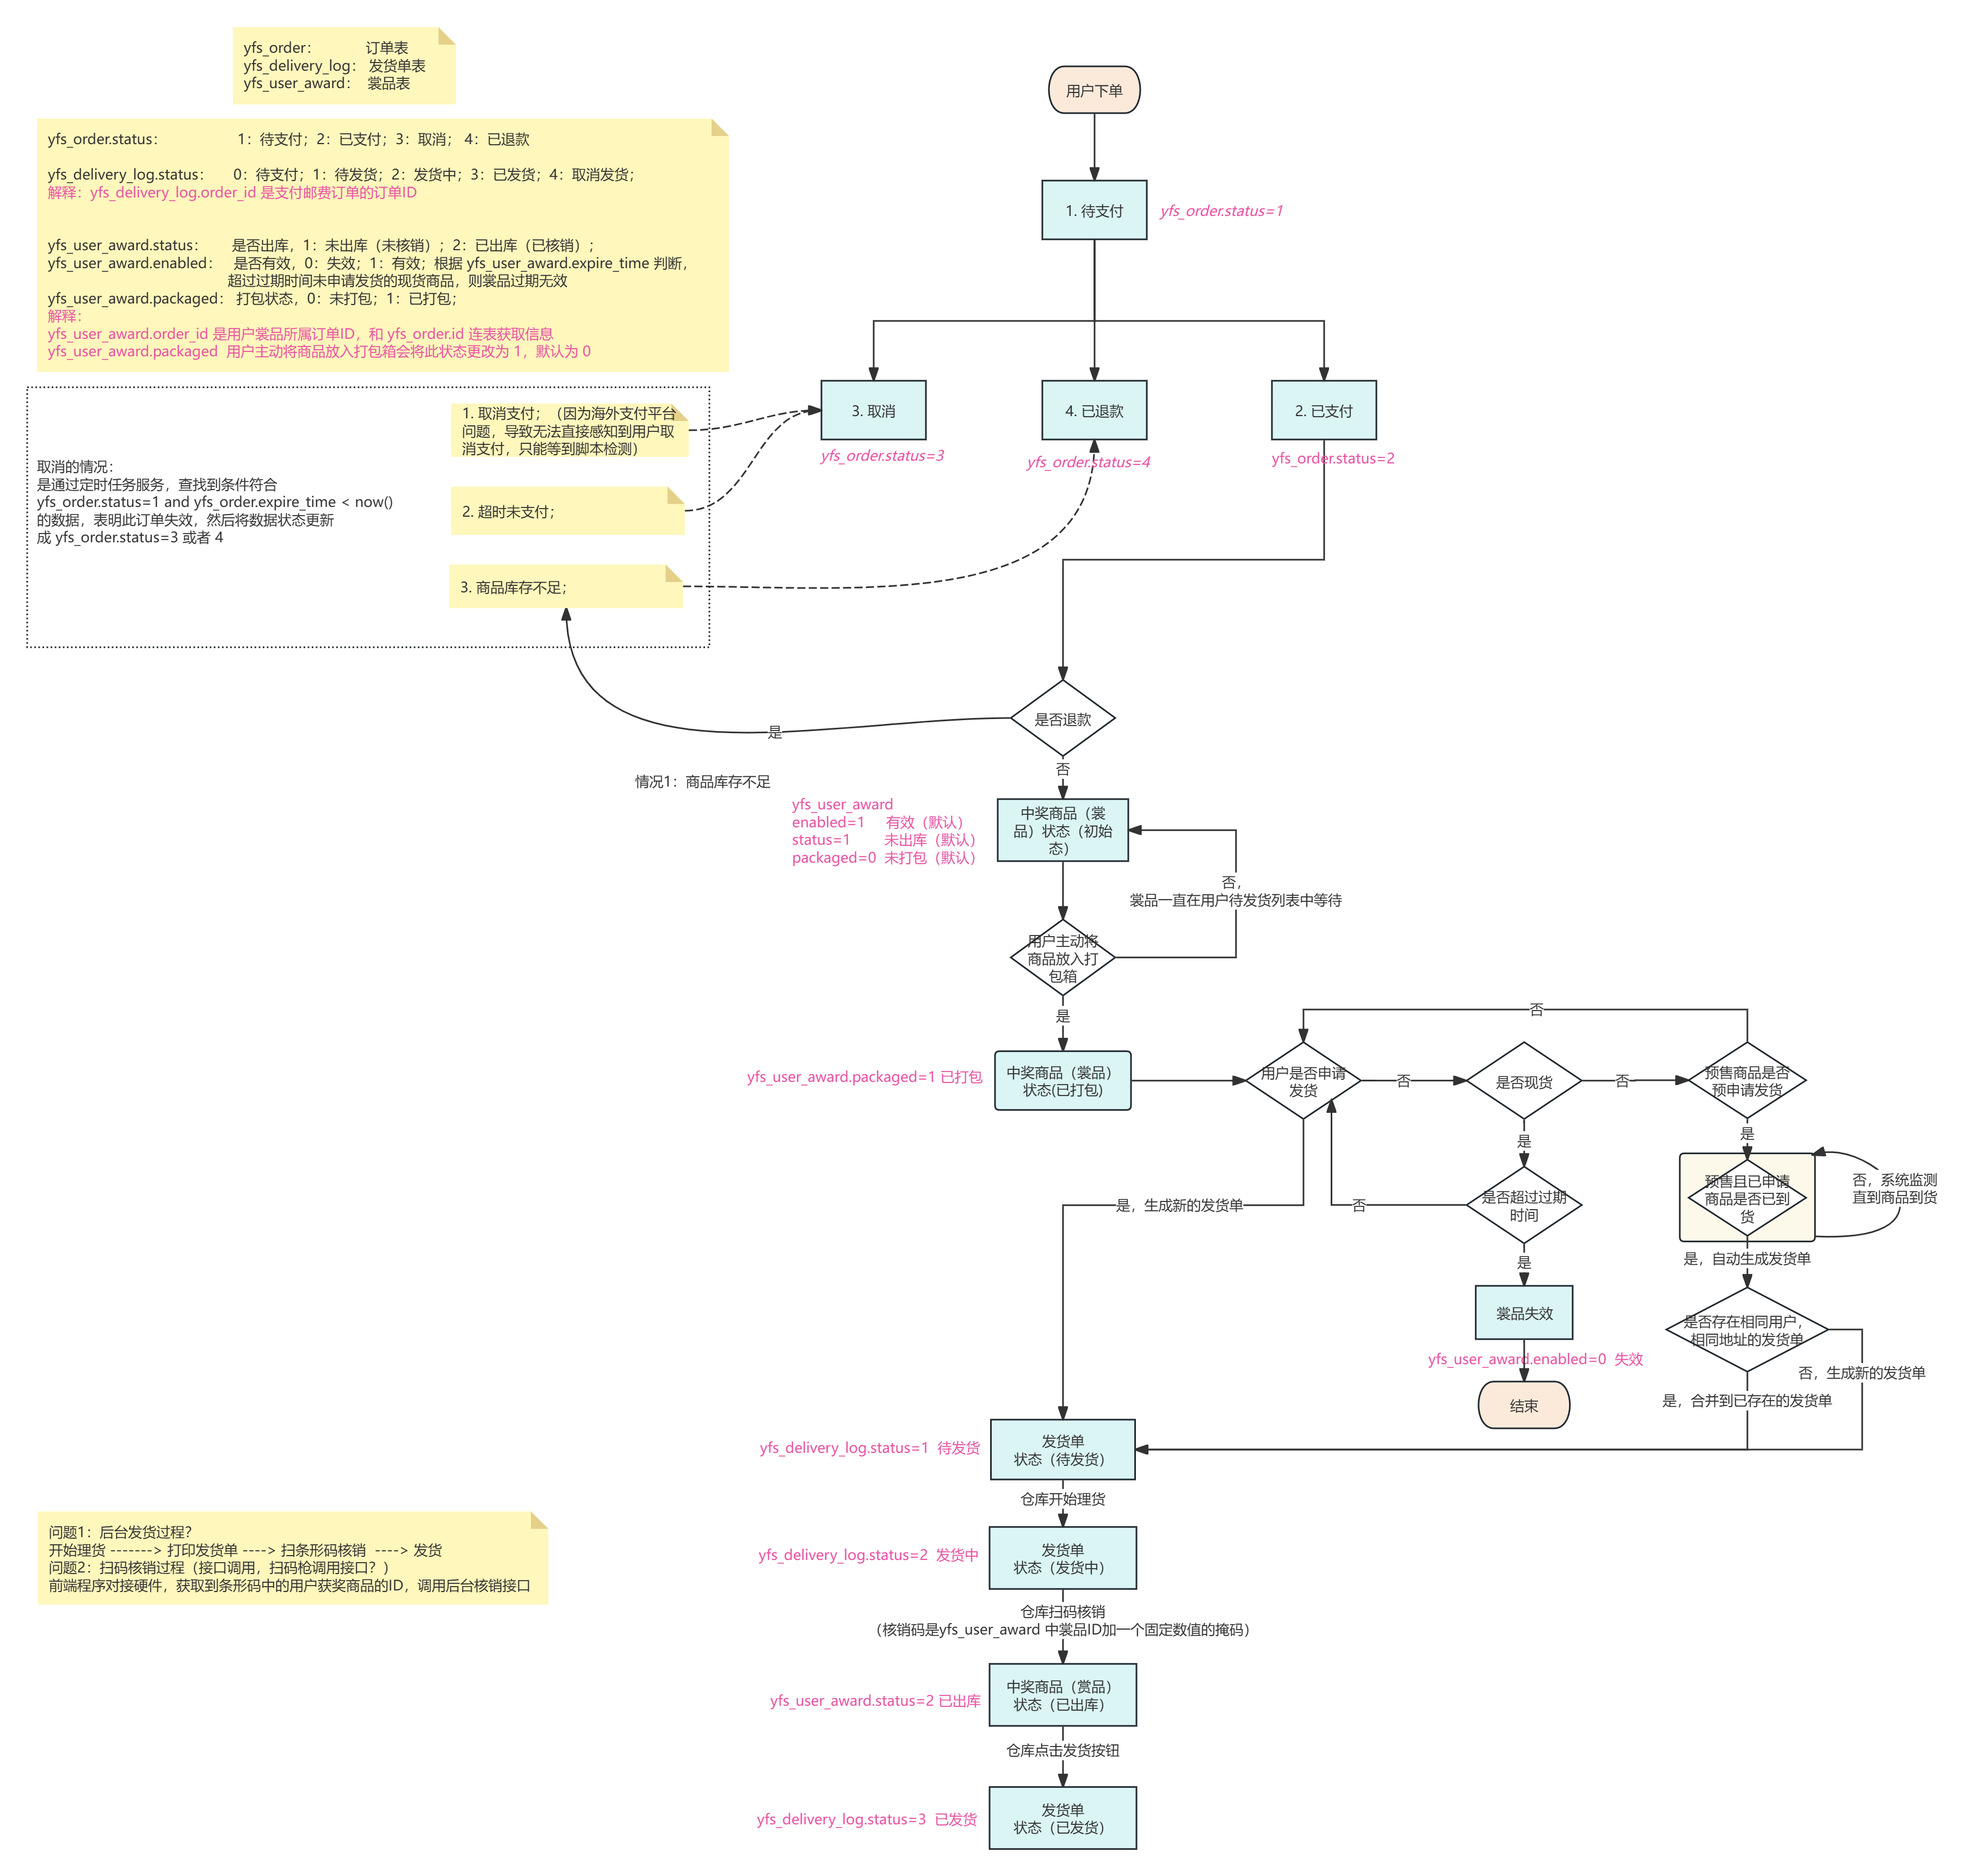 yfs_order： 订单表
yfs_delivery_log： 发货单表
yfs_user_award： 裳品表
用户下单
yfs_order.status： 1：待支付；2：已支付；3：取消； 4：已退款
yfs_delivery_log.status： 0：待支付；1：待发货；2：发货中；3：已发货；4：取消发货；
解释：yfs_delivery_log.order_id 是支付邮费订单的订单ID
yfs_user_award.status： 是否出库，1：未出库（未核销）；2：已出库（已核销）；
yfs_user_award.enabled： 是否有效，0：失效；1：有效；根据 yfs_user_award.expire_time 判断，
超过过期时间未申请发货的现货商品，则裳品过期无效
yfs_user_award.packaged： 打包状态，0：未打包；1：已打包；
解释：
yfs_user_award.order_id 是用户裳品所属订单ID，和 yfs_order.id 连表获取信息
yfs_user_award.packaged 用户主动将商品放入打包箱会将此状态更改为 1，默认为 0
1. 待支付
yfs_order.status=1
取消的情况：
是通过定时任务服务，查找到条件符合
yfs_order.status=1 and yfs_order.expire_time < now()
的数据，表明此订单失效，然后将数据状态更新
成 yfs_order.status=3 或者 4
1. 取消支付；（因为海外支付平台
问题，导致无法直接感知到用户取
消支付，只能等到脚本检测）
2. 超时未支付；
3. 商品库存不足；
3. 取消
yfs_order.status=3
4. 已退款
yfs_order.status=4
2. 已支付
yfs_order.status=2
是否退款
是
否
情况1：商品库存不足
yfs_user_award
enabled=1 有效（默认）
status=1 未出库（默认）
packaged=0 未打包（默认）
中奖商品（裳
品）状态（初始
态）
否，
裳品一直在用户待发货列表中等待
用户主动将
商品放入打
包箱
是
yfs_user_award.packaged=1 已打包
中奖商品（裳品）
状态(已打包)
用户是否申请
发货
否
是否现货
否
预售商品是否
预申请发货
否
是
是
预售且已申请
商品是否已到
货
否，系统监测
直到商品到货
是，生成新的发货单
否
是否超过过期
时间
是
裳品失效
yfs_user_award.enabled=0 失效
结束
是，自动生成发货单
是否存在相同用户，
相同地址的发货单
否，生成新的发货单
是，合并到已存在的发货单
yfs_delivery_log.status=1 待发货
发货单
状态（待发货）
仓库开始理货
yfs_delivery_log.status=2 发货中
发货单
状态（发货中）
问题1：后台发货过程?
开始理货 -------> 打印发货单 ----> 扫条形码核销 ----> 发货
问题2：扫码核销过程（接口调用，扫码枪调用接口？）
前端程序对接硬件，获取到条形码中的用户获奖商品的ID，调用后台核销接口
仓库扫码核销
（核销码是yfs_user_award 中裳品ID加一个固定数值的掩码）
yfs_user_award.status=2 已出库
中奖商品（赏品）
状态（已出库）
仓库点击发货按钮
yfs_delivery_log.status=3 已发货
发货单
状态（已发货）